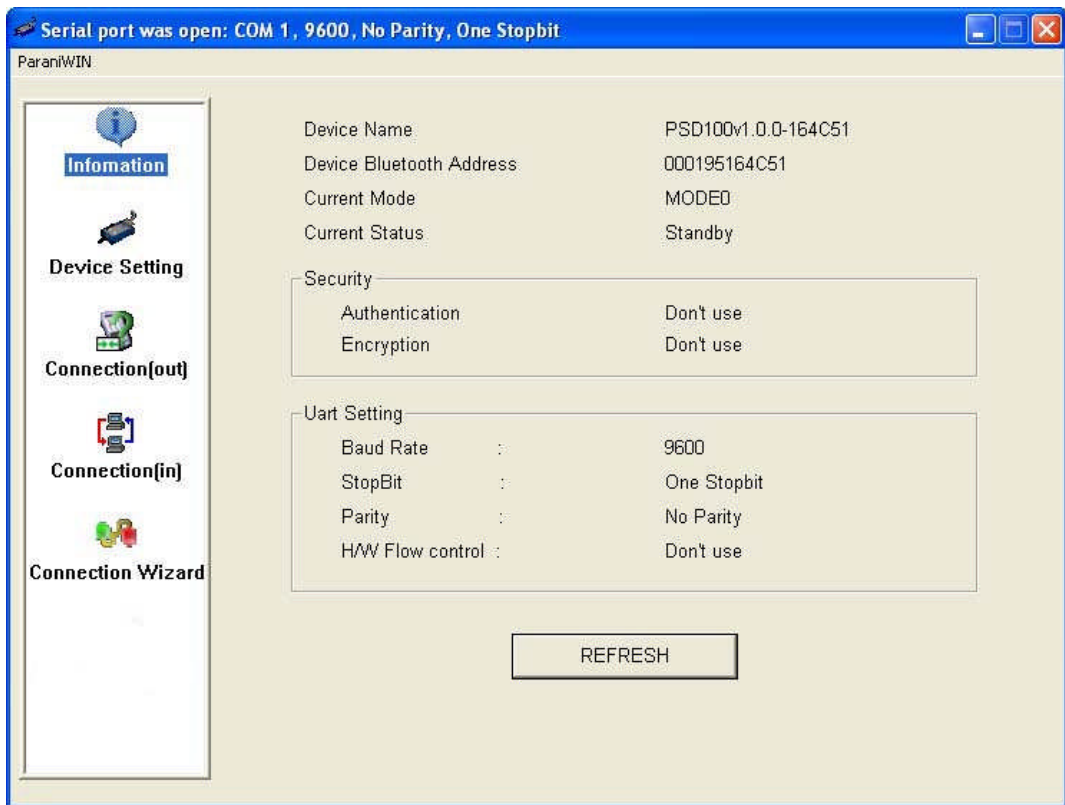 Serial port was open: COM 1, 9600, No Parity, One Stopbit
ParaniWIN
Infomation
Device Setting
Connection(out)
Connection(in)
Connection Wizard
Device Name PSD100v1.0.0-164C51
Device Bluetooth Address 000195164C51
Current Mode MODE0
Current Status Standby
Security
Authentication Don't use
Encryption Don't use
Uart Setting
Baud Rate : 9600
StopBit : One Stopbit
Parity : No Parity
H/W Flow control : Don't use
REFRESH